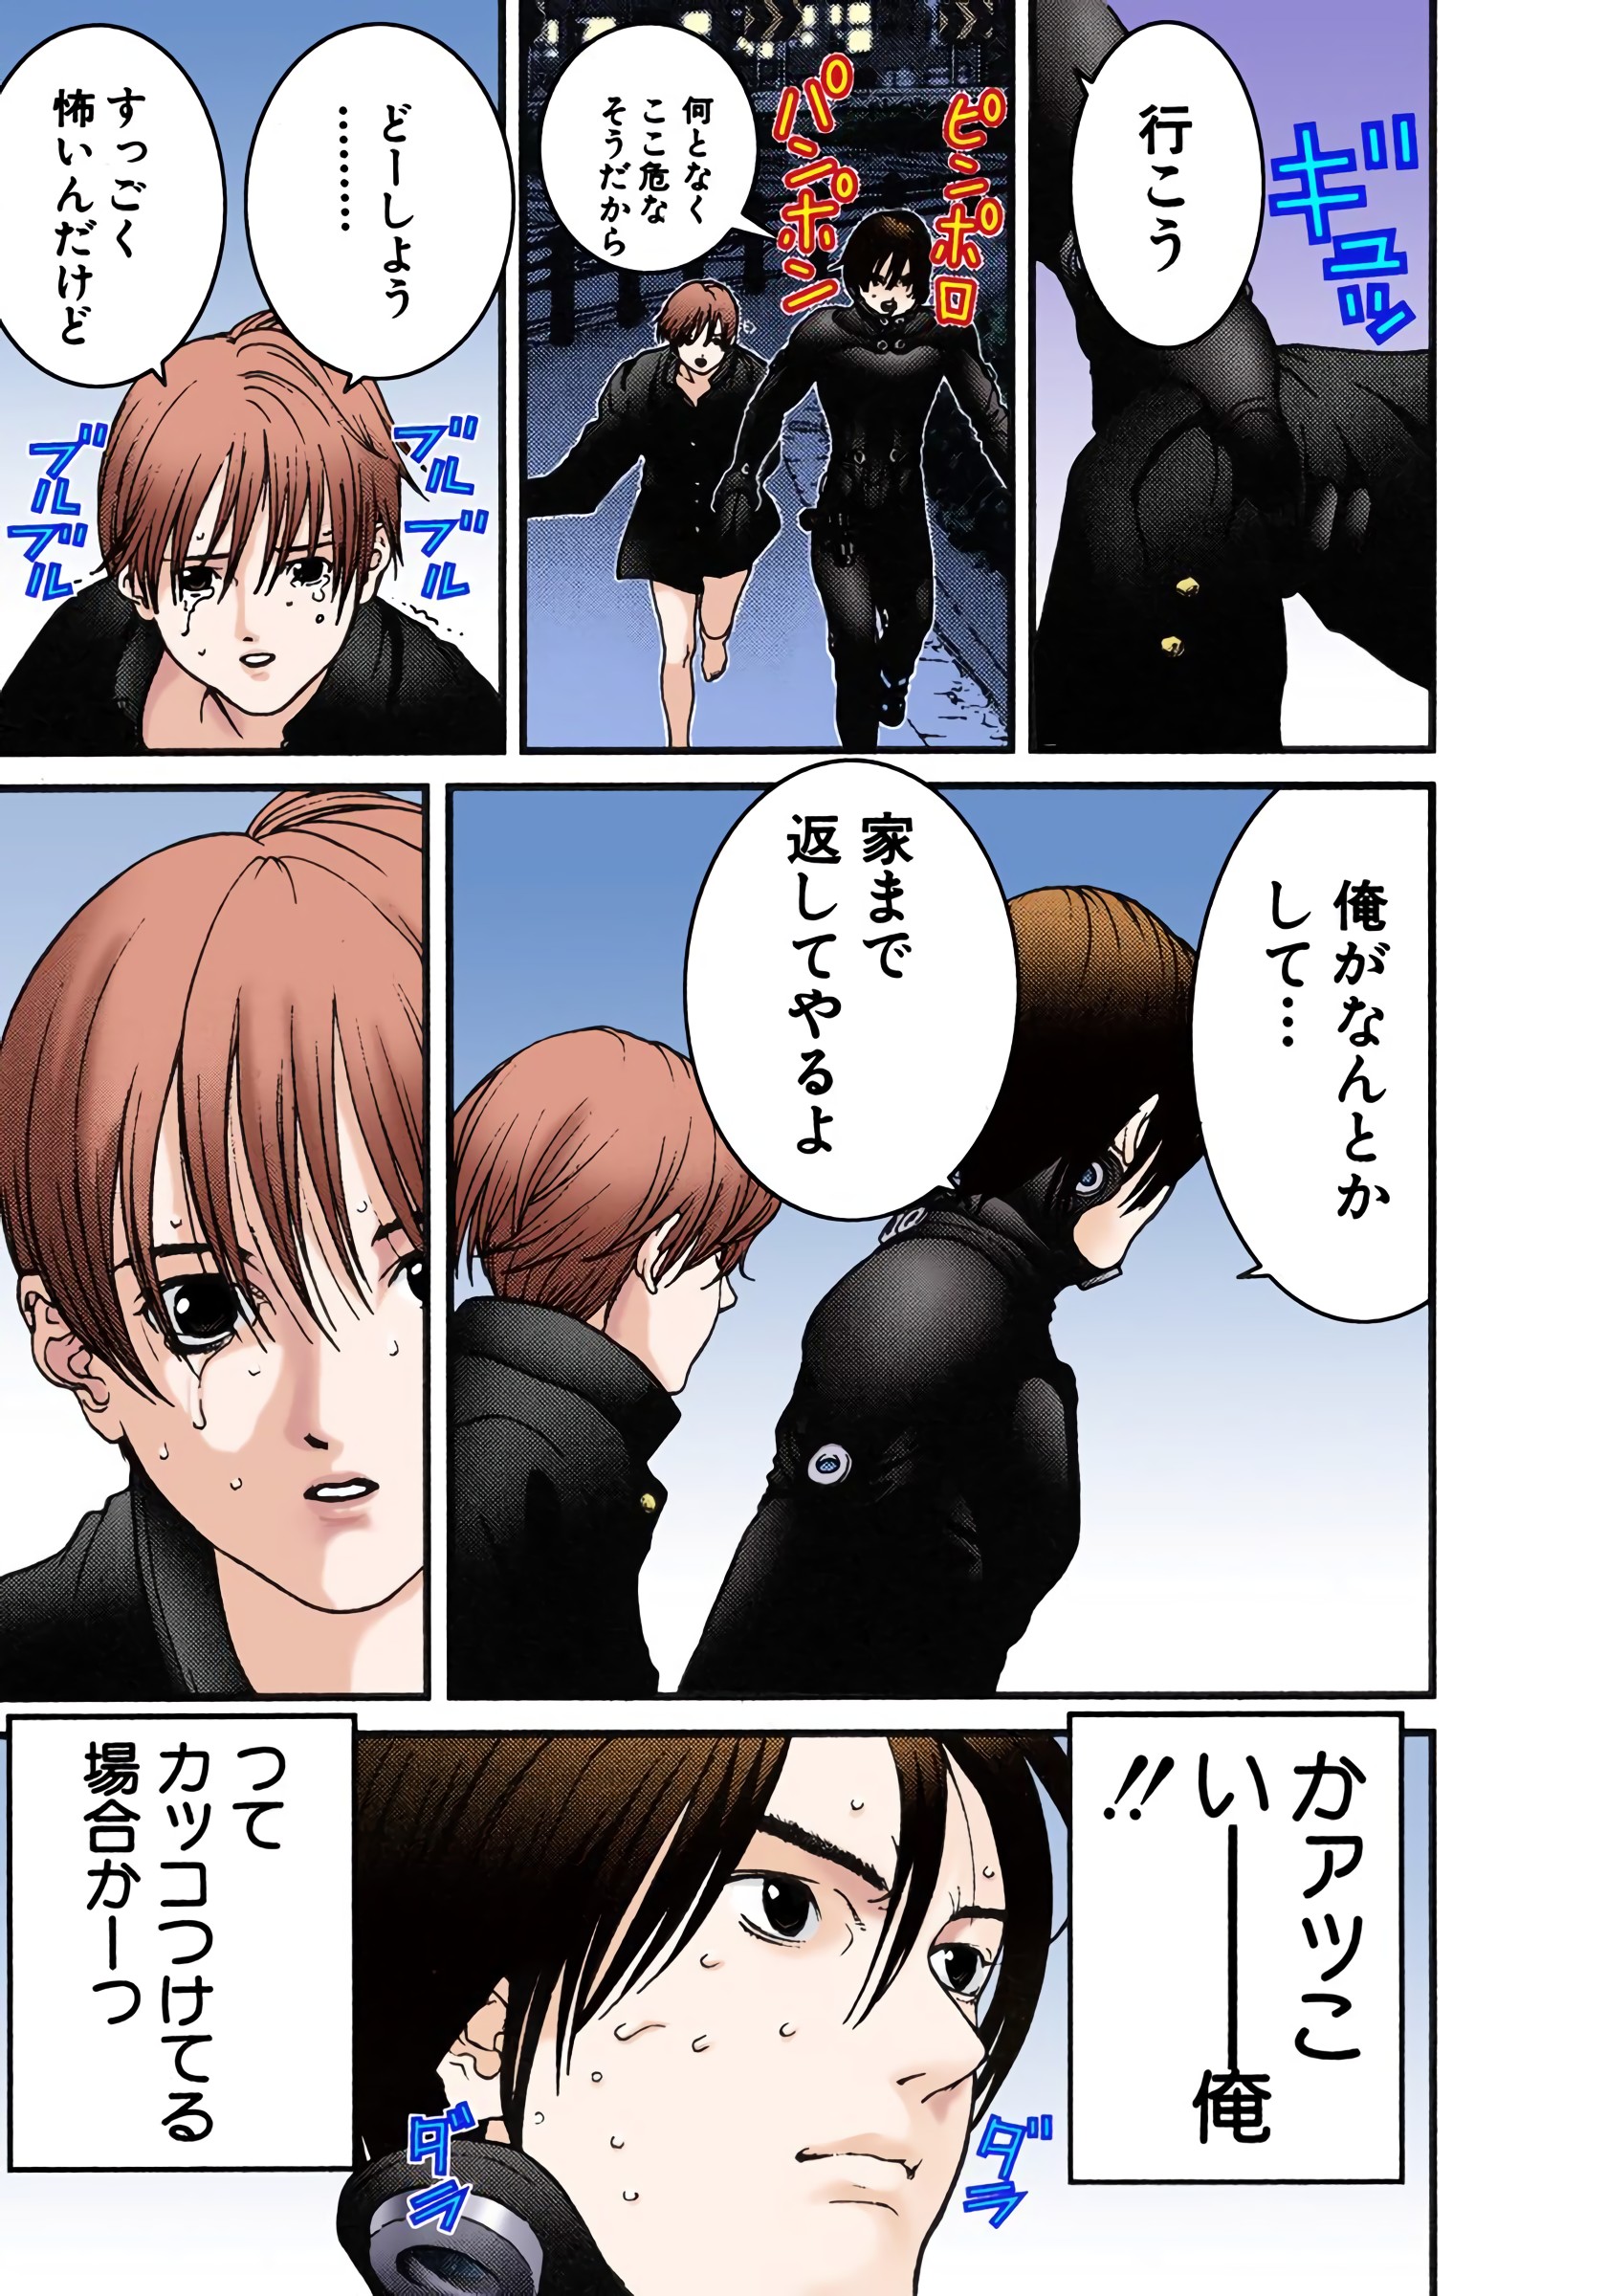 行こう
ギュッ
ピンポロ
パンポン
何となく
ここ危な
そうだから
どーしよう
………
すっごく
怖いんだけど
ブル
ブル
ブル
ブル
俺がなんとか
して…
家まで
返してやるよ
かァッこ
い――俺
!!
って
カッコつけてる
場合かーっ
ダラ
ダラ